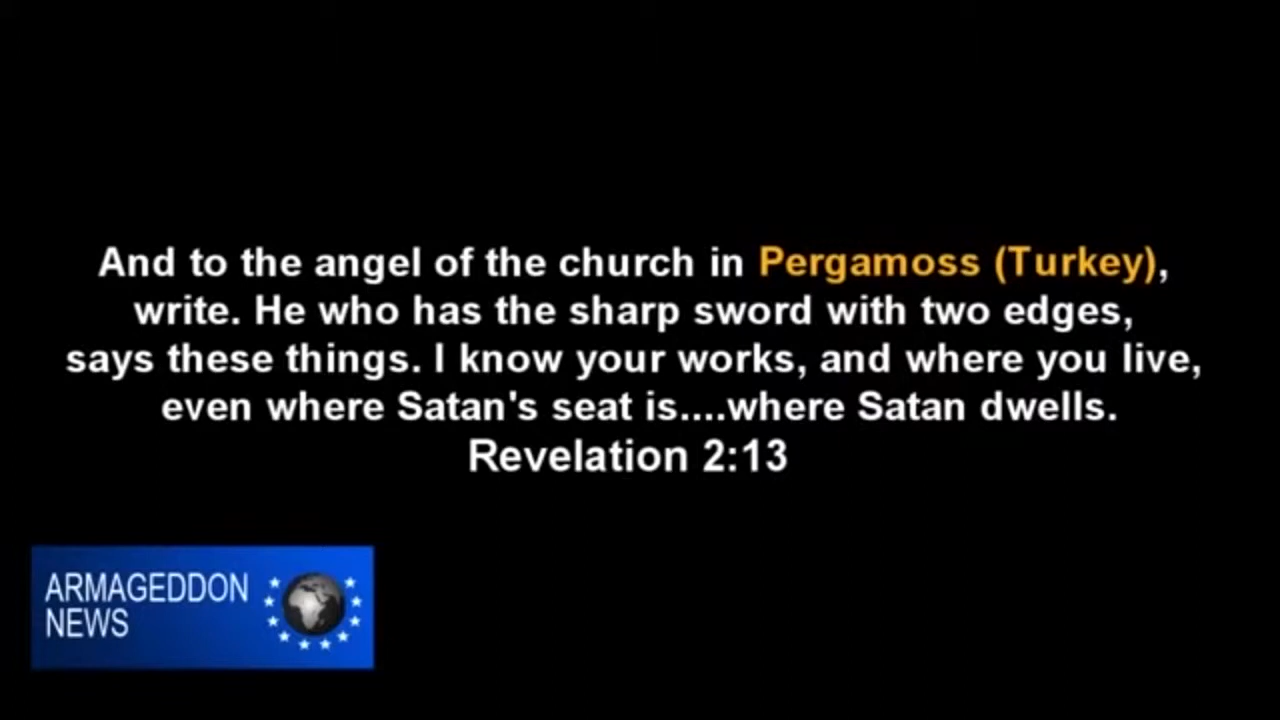 And to the angel of the church in Pergamoss (Turkey),
write. He who has the sharp sword with two edges,
says these things. I know your works, and where you live,
even where Satan's seat is....where Satan dwells.
Revelation 2:13
ARMAGEDDON
NEWS